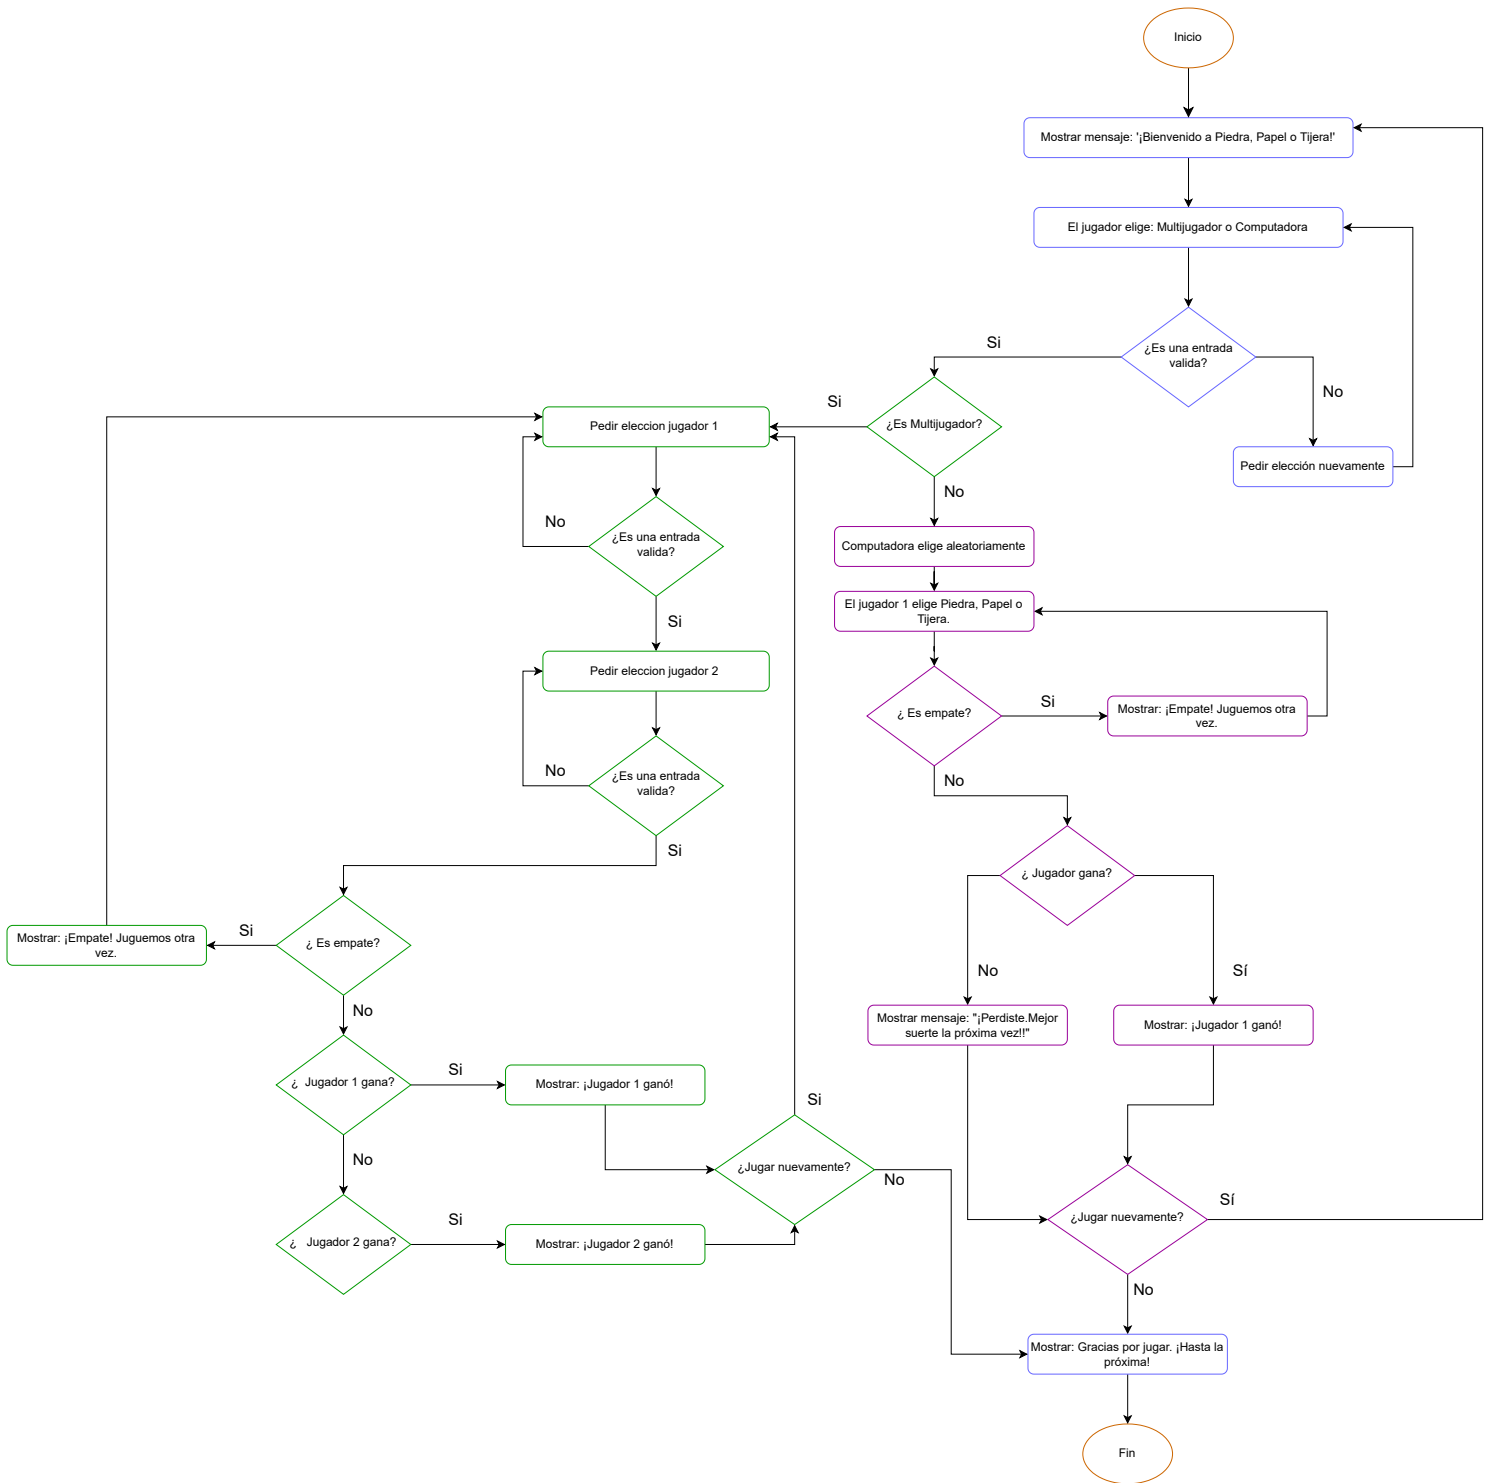 Inicio
Mostrar mensaje: '¡Bienvenido a Piedra, Papel o Tijera!'
El jugador elige: Multijugador o Computadora
¿Es una entrada
valida?
Si
No
Pedir elección nuevamente
¿Es Multijugador?
Si
No
Pedir eleccion jugador 1
¿Es una entrada
valida?
No
Si
Pedir eleccion jugador 2
¿Es una entrada
valida?
No
Si
¿ Es empate?
Si
Mostrar: ¡Empate! Juguemos otra
vez.
No
¿ Jugador 1 gana?
Si
Mostrar: ¡Jugador 1 ganó!
No
¿ Jugador 2 gana?
Si
Mostrar: ¡Jugador 2 ganó!
¿Jugar nuevamente?
Si
No
Computadora elige aleatoriamente
El jugador 1 elige Piedra, Papel o
Tijera.
¿ Es empate?
Si
Mostrar: ¡Empate! Juguemos otra
vez.
No
¿ Jugador gana?
No
Sí
Mostrar mensaje: "¡Perdiste.Mejor
suerte la próxima vez!!"
Mostrar: ¡Jugador 1 ganó!
¿Jugar nuevamente?
Sí
No
Mostrar: Gracias por jugar. ¡Hasta la
próxima!
Fin